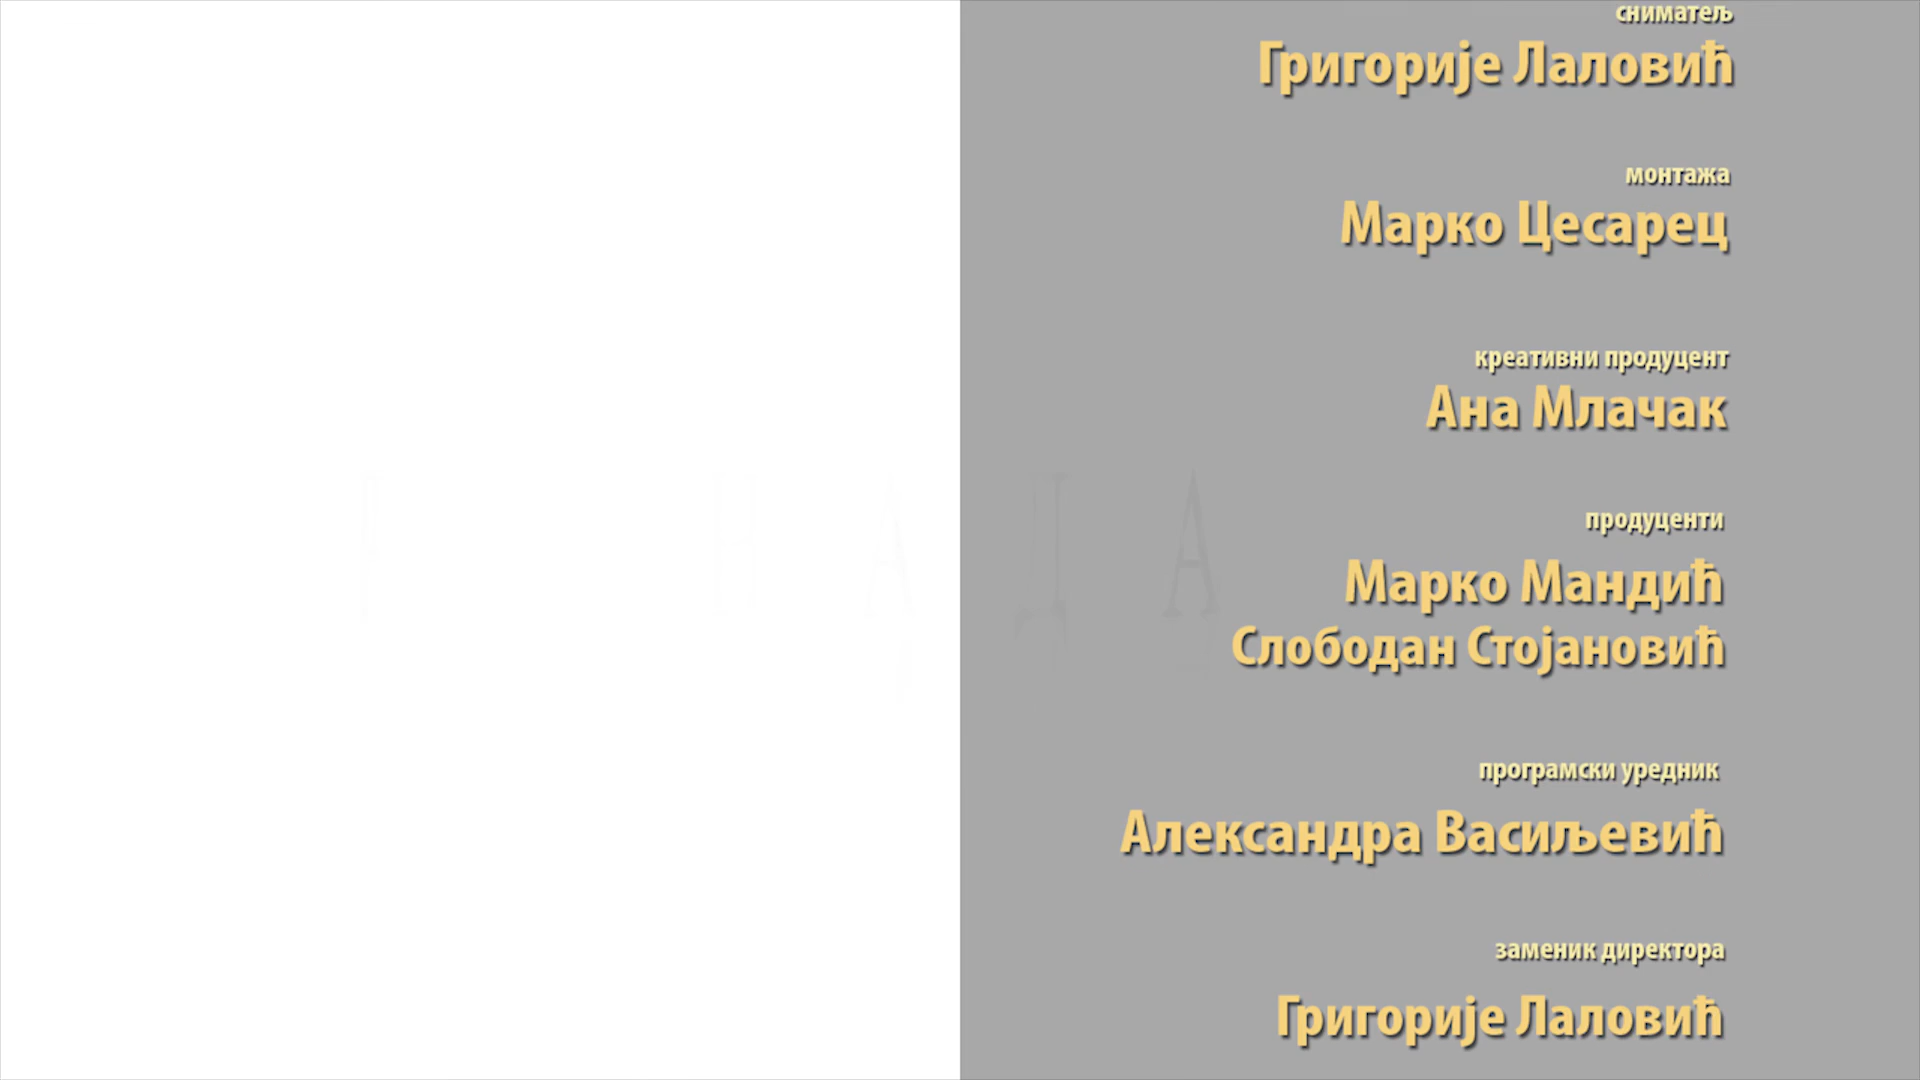 сниматељ
Григорије Лаловић
монтажа
Марко Цесарец
креативни продуцент
Ана Млачак
продуценти
Марко Мандић
Слободан Стојановић
програмски уредник
Александра Васиљевић
заменик директора
Григорије Лаловић